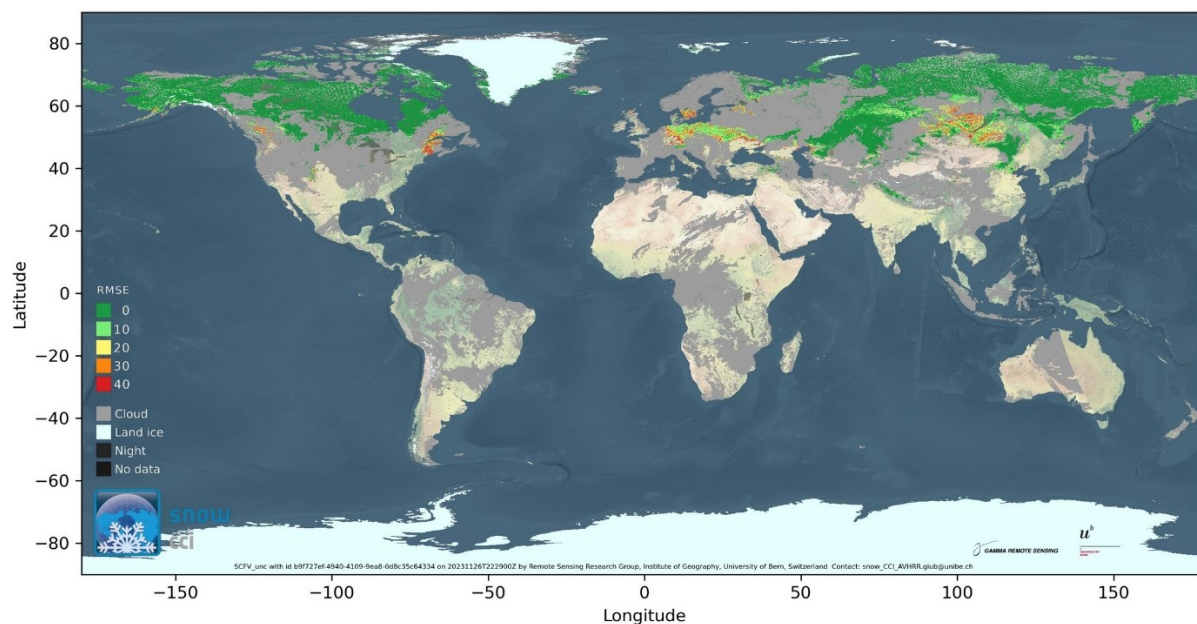 80
60
40
20
0
−20
−40
−60
−80
Latitude
RMSE
0
10
20
30
40
Cloud
Land ice
Night
No data
snow
cci
GAMMA REMOTE SENSING
u b
SCFV_unc with id b9f727ef-4940-4109-9ea8-0d8c35c64334 on 20231126T222900Z by Remote Sensing Research Group, Institute of Geography, University of Bern, Switzerland Contact: snow_CCI_AVHRR.giub@unibe.ch
−150
−100
−50
0
50
100
150
Longitude